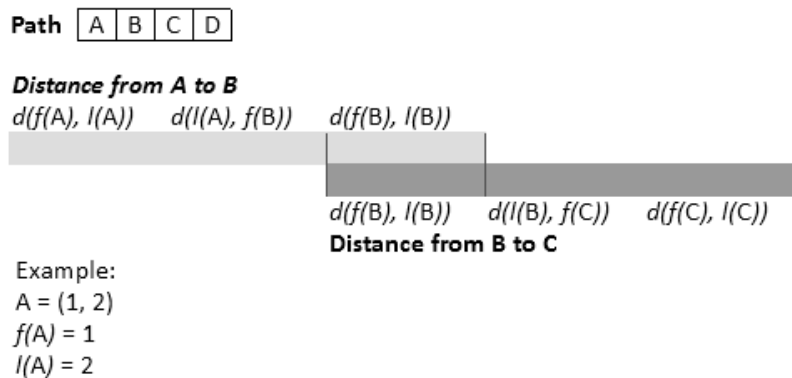 Path A B C D
Distance from A to B
d(f(A), l(A)) d(l(A), f(B)) d(f(B), l(B))
d(f(B), l(B)) d(l(B), f(C)) d(f(C), l(C))
Distance from B to C
Example:
A = (1, 2)
f(A) = 1
l(A) = 2